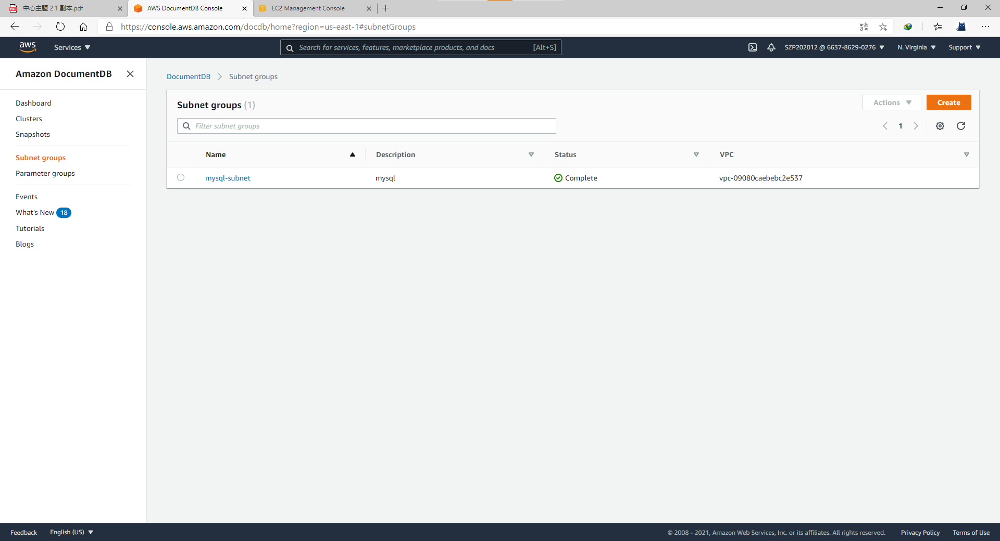 中心主题 2 1 副本.pdf
AWS DocumentDB Console
EC2 Management Console
https://console.aws.amazon.com/docdb/home?region=us-east-1#subnetGroups
aws
Services
Search for services, features, marketplace products, and docs [Alt+S]
SZP202012 @ 6637-8629-0276
N. Virginia
Support
Amazon DocumentDB
Dashboard
Clusters
Snapshots
Subnet groups
Parameter groups
Events
What's New 18
Tutorials
Blogs
DocumentDB
Subnet groups
Subnet groups (1)
Actions
Create
Filter subnet groups
1
Name Description Status VPC
mysql-subnet mysql Complete vpc-09080caebebc2e537
Feedback
English (US)
© 2008 - 2021, Amazon Web Services, Inc. or its affiliates. All rights reserved.
Privacy Policy
Terms of Use